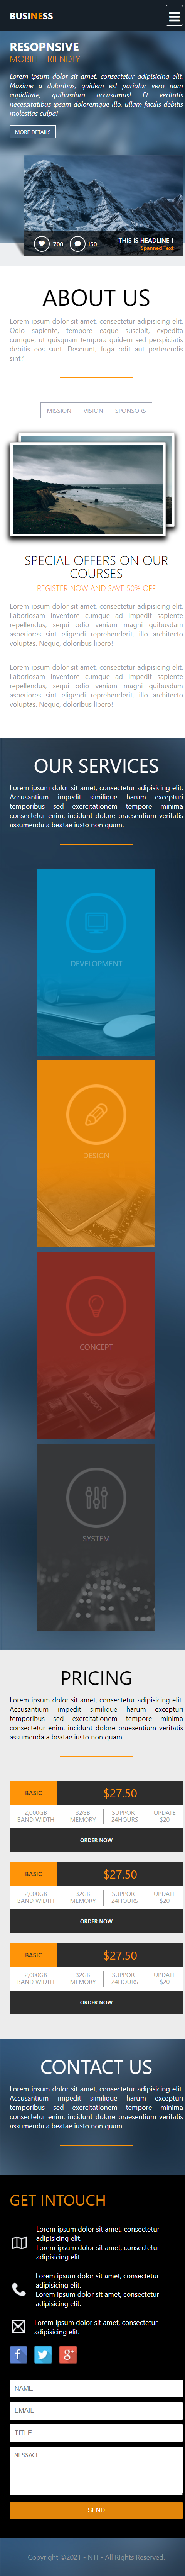 BUSINESS
RESOPNSIVE
MOBILE FRIENDLY
Lorem ipsum dolor sit amet, consectetur adipisicing elit.
Maxime a doloribus, quidem est pariatur vero nam
cupiditate, quibusdam accusamus! Et veritatis
necessitatibus ipsam doloremque illo, ullam facilis debitis
molestias culpa!
MORE DETAILS
700 150
THIS IS HEADLINE 1
Spanned Text
ABOUT US
Lorem ipsum dolor sit amet, consectetur adipisicing elit.
Odio sapiente, tempore eaque suscipit, expedita
cumque, ut quisquam tempora quidem sed perspiciatis
debitis eos sunt. Deserunt, fuga odit aut perferendis
sint?
MISSION VISION SPONSORS
SPECIAL OFFERS ON OUR
COURSES
REGISTER NOW AND SAVE 50% OFF
Lorem ipsum dolor sit amet, consectetur adipisicing elit.
Laboriosam inventore cumque ad impedit sapiente
repellendus, sequi odio veniam magni quibusdam
asperiores sint eligendi reprehenderit, illo architecto
voluptas. Neque, doloribus libero!
Lorem ipsum dolor sit amet, consectetur adipisicing elit.
Laboriosam inventore cumque ad impedit sapiente
repellendus, sequi odio veniam magni quibusdam
asperiores sint eligendi reprehenderit, illo architecto
voluptas. Neque, doloribus libero!
OUR SERVICES
Lorem ipsum dolor sit amet, consectetur adipisicing elit.
Accusantium impedit similique harum excepturi
temporibus sed exercitationem tempore minima
consectetur enim, incidunt dolore praesentium veritatis
assumenda a beatae iusto non quam.
DEVELOPMENT
DESIGN
CONCEPT
SYSTEM
PRICING
Lorem ipsum dolor sit amet, consectetur adipisicing elit.
Accusantium impedit similique harum excepturi
temporibus sed exercitationem tempore minima
consectetur enim, incidunt dolore praesentium veritatis
assumenda a beatae iusto non quam.
BASIC $27.50
2,000GB 32GB SUPPORT UPDATE
BAND WIDTH MEMORY 24HOURS $20
ORDER NOW
BASIC $27.50
2,000GB 32GB SUPPORT UPDATE
BAND WIDTH MEMORY 24HOURS $20
ORDER NOW
BASIC $27.50
2,000GB 32GB SUPPORT UPDATE
BAND WIDTH MEMORY 24HOURS $20
ORDER NOW
CONTACT US
Lorem ipsum dolor sit amet, consectetur adipisicing elit.
Accusantium impedit similique harum excepturi
temporibus sed exercitationem tempore minima
consectetur enim, incidunt dolore praesentium veritatis
assumenda a beatae iusto non quam.
GET INTOUCH
Lorem ipsum dolor sit amet, consectetur
adipisicing elit.
Lorem ipsum dolor sit amet, consectetur
adipisicing elit.
Lorem ipsum dolor sit amet, consectetur
adipisicing elit.
Lorem ipsum dolor sit amet, consectetur
adipisicing elit.
Lorem ipsum dolor sit amet, consectetur
adipisicing elit.
NAME
EMAIL
TITLE
MESSAGE
SEND
Copyright ©2021 - NTI - All Rights Reserved.